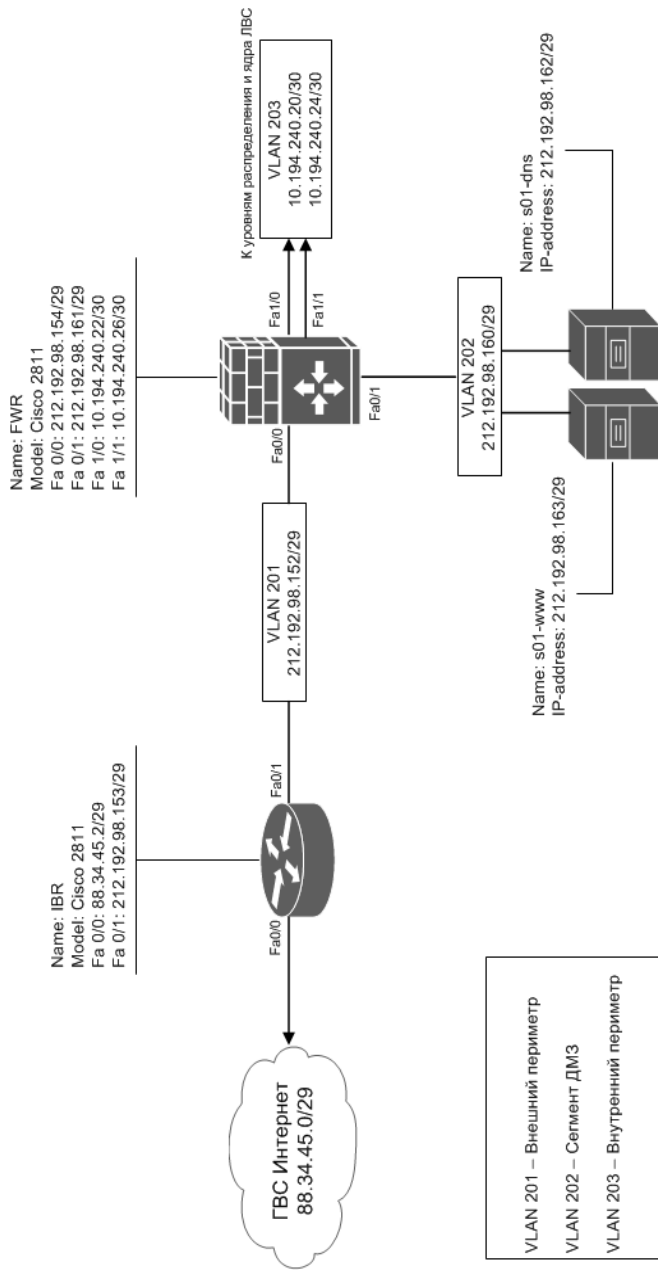 Name: IBR
Model: Cisco 2811
Fa 0/0: 88.34.45.2/29
Fa 0/1: 212.192.98.153/29
Name: FWR
Model: Cisco 2811
Fa 0/0: 212.192.98.154/29
Fa 0/1: 212.192.98.161/29
Fa 1/0: 10.194.240.22/30
Fa 1/1: 10.194.240.26/30
К уровням распределения и ядра ЛВС
ГВС Интернет
88.34.45.0/29
Fa0/0
Fa0/1
VLAN 201
212.192.98.152/29
Fa0/0
Fa1/0
Fa1/1
Fa0/1
VLAN 203
10.194.240.20/30
10.194.240.24/30
VLAN 202
212.192.98.160/29
Name: s01-www
IP-address: 212.192.98.163/29
Name: s01-dns
IP-address: 212.192.98.162/29
VLAN 201 – Внешний периметр
VLAN 202 – Сегмент ДМЗ
VLAN 203 – Внутренний периметр